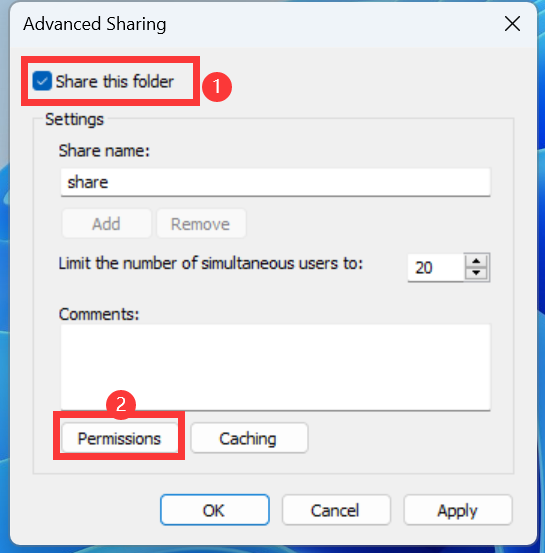 Advanced Sharing
Share this folder
1
Settings
Share name:
share
Add Remove
Limit the number of simultaneous users to: 20
Comments:
2
Permissions Caching
OK Cancel Apply